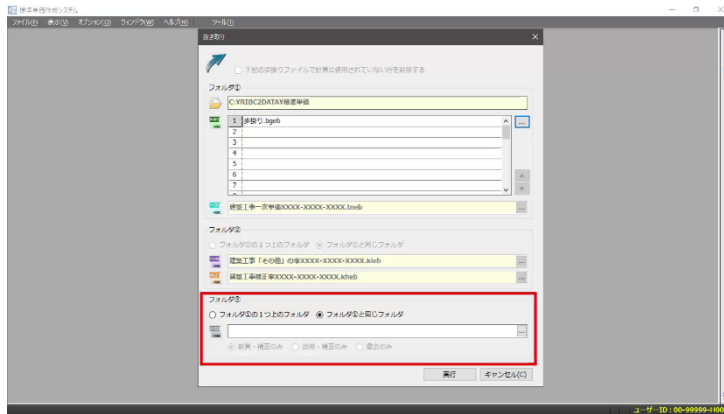 標準単価作成システム
ファイル(F) 表示(V) オプション(O) ウィンドウ(W) ヘルプ(H) ツール(T)
抜き取り
下記の歩掛りファイルで計算に使用されていない行を削除する
フォルダ①
C:¥RIBC2DATA¥標準単価
1 歩掛り.bgeb
2
3
4
5
6
7
建築工事一次単価XXXX-XXXX-XXXX.tneb
フォルダ②
フォルダ①の1つ上のフォルダ フォルダ①と同じフォルダ
建築工事「その他」の率XXXX-XXXX-XXXX.kieb
建築工事補正率XXXX-XXXX-XXXX.kheb
フォルダ③
フォルダ①の1つ上のフォルダ フォルダ①と同じフォルダ
新営・補正のみ 改修・補正のみ 撤去のみ
実行 キャンセル(C)
ユーザーID:00-99999-H00